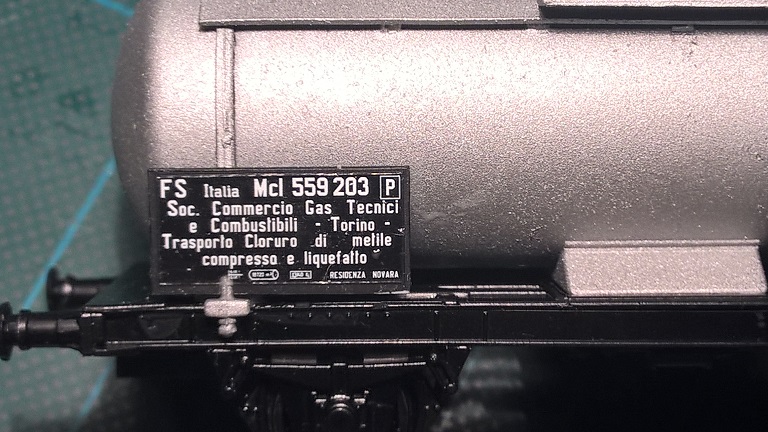 FS Italia Mcl 559 203 P
Soc. Commercio Gas Tecnici
e Combustibili - Torino -
Trasporto Cloruro di metile
compresso e liquefatto
RESIDENZA NOVARA